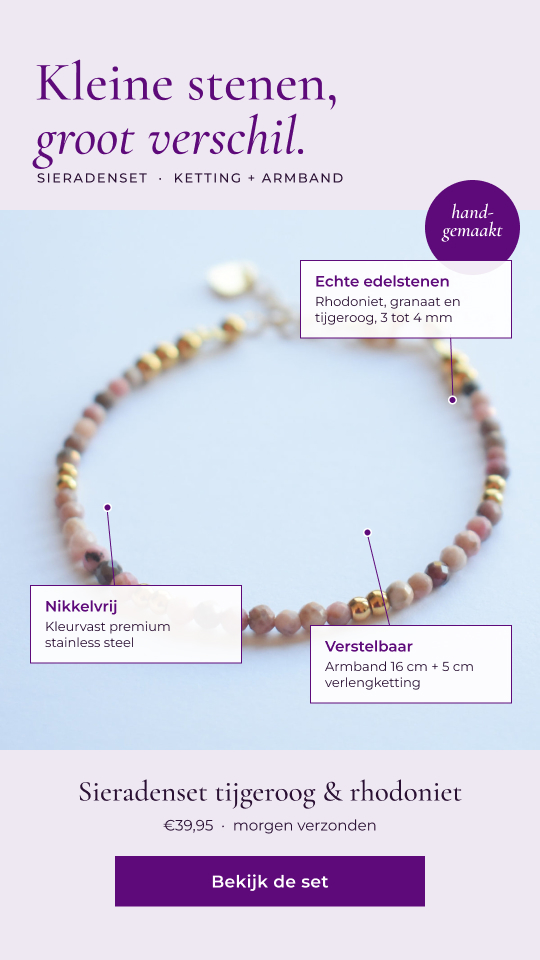 Kleine stenen,
groot verschil.
SIERADENSET · KETTING + ARMBAND
hand-
gemaakt
Echte edelstenen
Rhodoniet, granaat en
tijgeroog, 3 tot 4 mm
Nikkelvrij
Kleurvast premium
stainless steel
Verstelbaar
Armband 16 cm + 5 cm
verlengketting
Sieradenset tijgeroog & rhodoniet
€39,95 · morgen verzonden
Bekijk de set